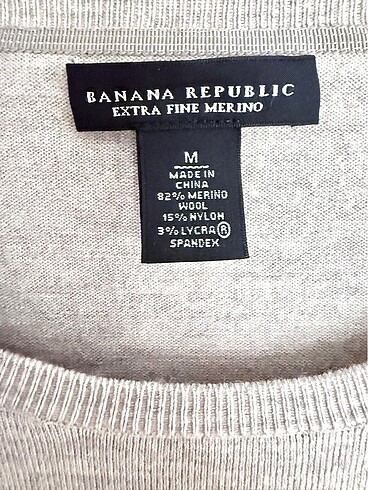 BANANA REPUBLIC
EXTRA FINE MERINO
M
MADE IN
CHINA
82% MERINO
WOOL
15% NYLON
3% LYCRA®
SPANDEX